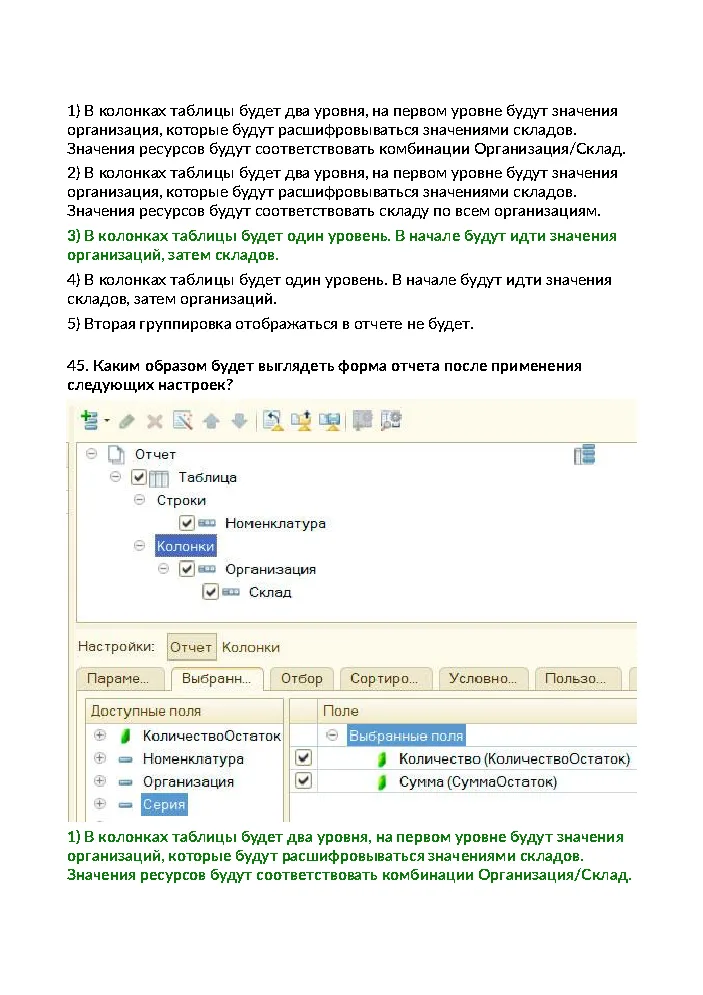 1) В колонках таблицы будет два уровня, на первом уровне будут значения
организация, которые будут расшифровываться значениями складов.
Значения ресурсов будут соответствовать комбинации Организация/Склад.
2) В колонках таблицы будет два уровня, на первом уровне будут значения
организация, которые будут расшифровываться значениями складов.
Значения ресурсов будут соответствовать складу по всем организациям.
3) В колонках таблицы будет один уровень. В начале будут идти значения
организаций, затем складов.
4) В колонках таблицы будет один уровень. В начале будут идти значения
складов, затем организаций.
5) Вторая группировка отображаться в отчете не будет.
45. Каким образом будет выглядеть форма отчета после применения
следующих настроек?
Отчет
Таблица
Строки
Номенклатура
Колонки
Организация
Склад
Настройки: Отчет Колонки
Параме... Выбранн... Отбор Сортиро... Условно... Пользо...
Доступные поля Поле
КоличествоОстаток Выбранные поля
Номенклатура Количество (КоличествоОстаток)
Организация Сумма (СуммаОстаток)
Серия
1) В колонках таблицы будет два уровня, на первом уровне будут значения
организаций, которые будут расшифровываться значениями складов.
Значения ресурсов будут соответствовать комбинации Организация/Склад.